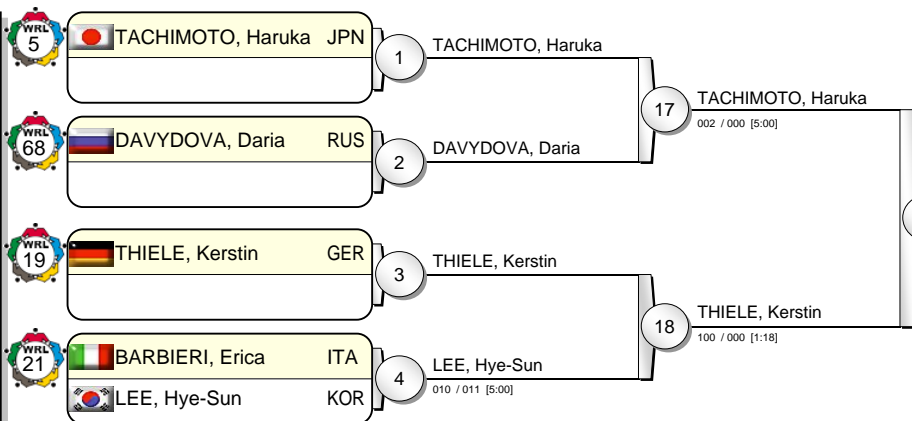 WRL
5
TACHIMOTO, Haruka JPN
1
TACHIMOTO, Haruka
17
TACHIMOTO, Haruka
002 / 000 [5:00]
WRL
68
DAVYDOVA, Daria RUS
2
DAVYDOVA, Daria
WRL
19
THIELE, Kerstin GER
3
THIELE, Kerstin
18
THIELE, Kerstin
100 / 000 [1:18]
WRL
21
BARBIERI, Erica ITA
4
LEE, Hye-Sun
010 / 011 [5:00]
LEE, Hye-Sun KOR